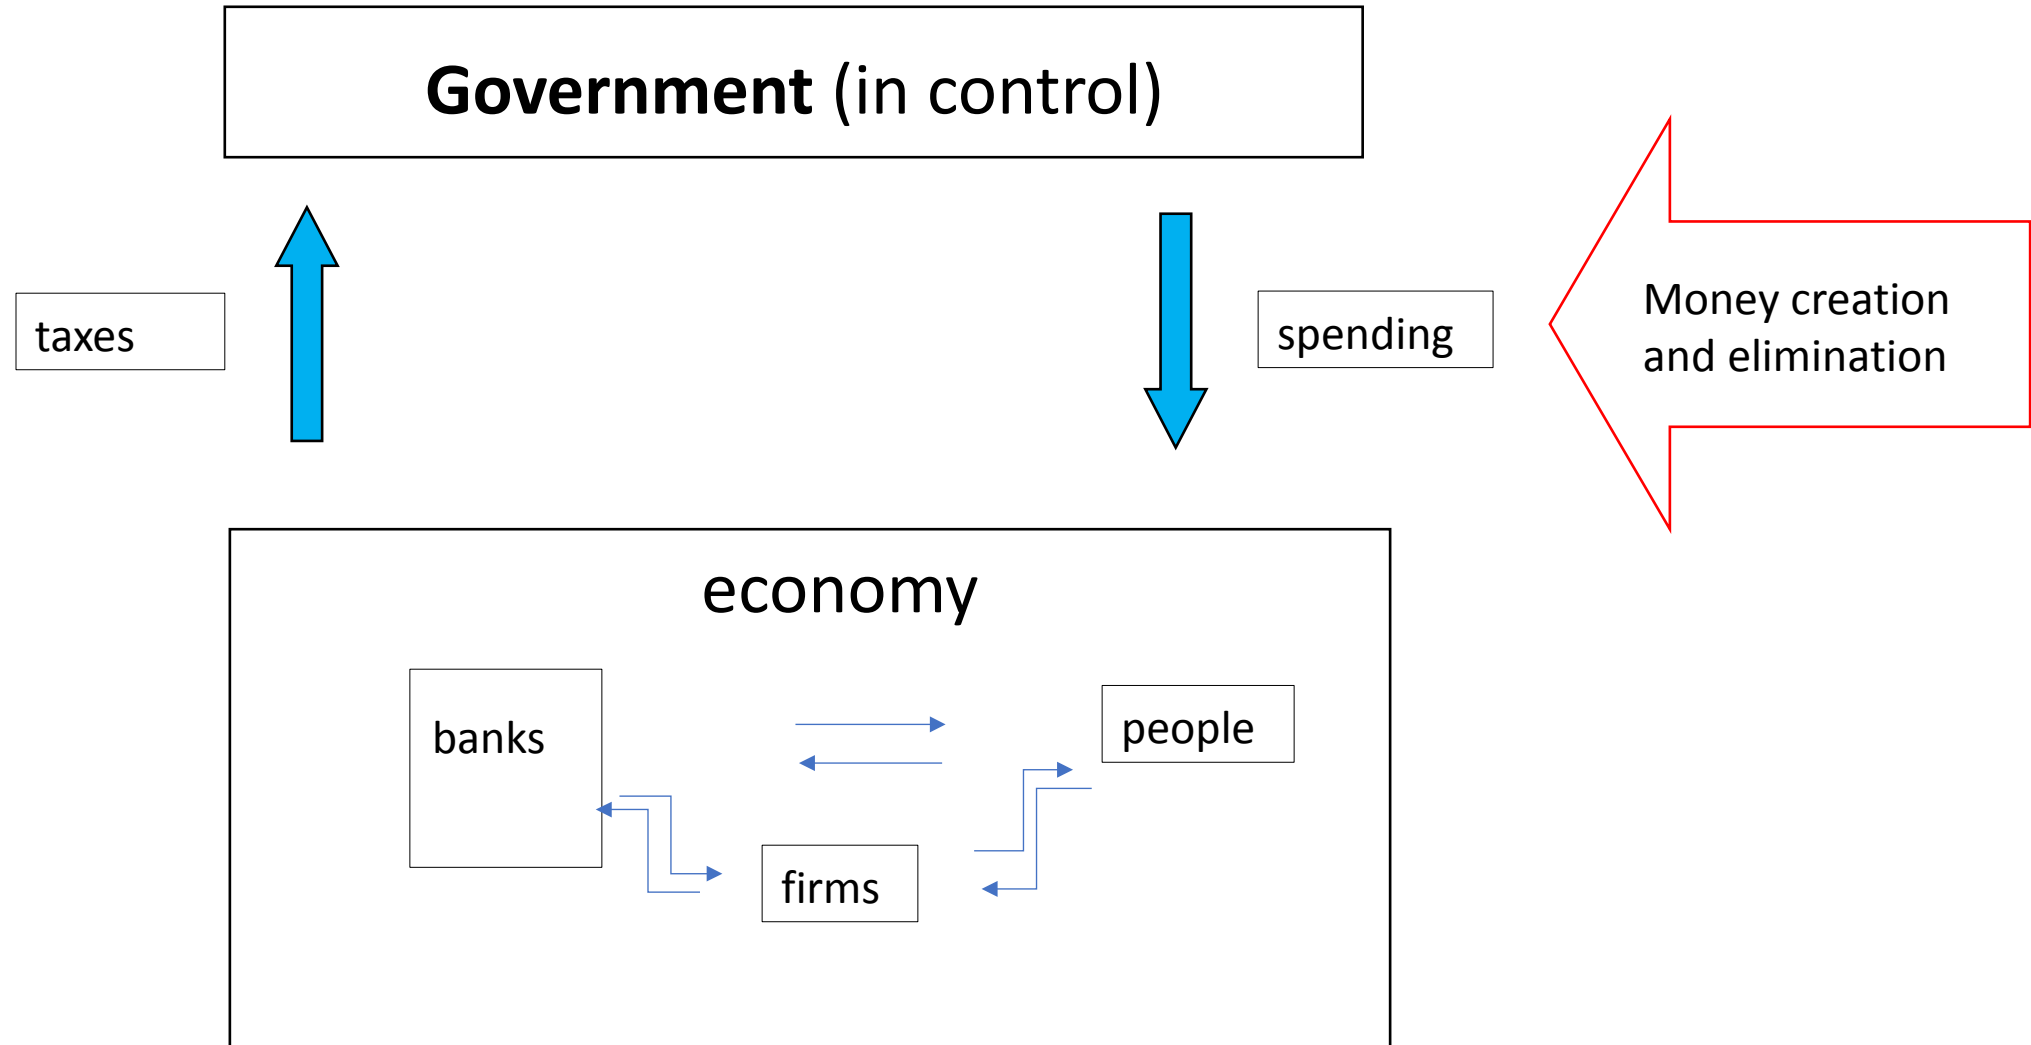 Government (in control)
taxes
spending
Money creation
and elimination
economy
banks
people
firms